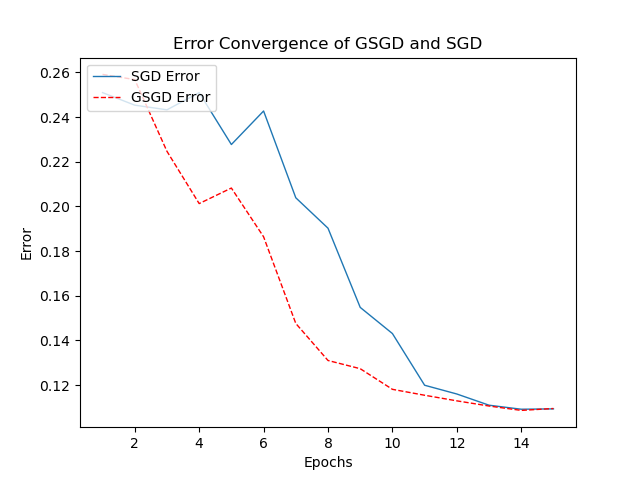 Error Convergence of GSGD and SGD
SGD Error
GSGD Error
0.26
0.24
0.22
0.20
0.18
0.16
0.14
0.12
Error
2 4 6 8 10 12 14
Epochs